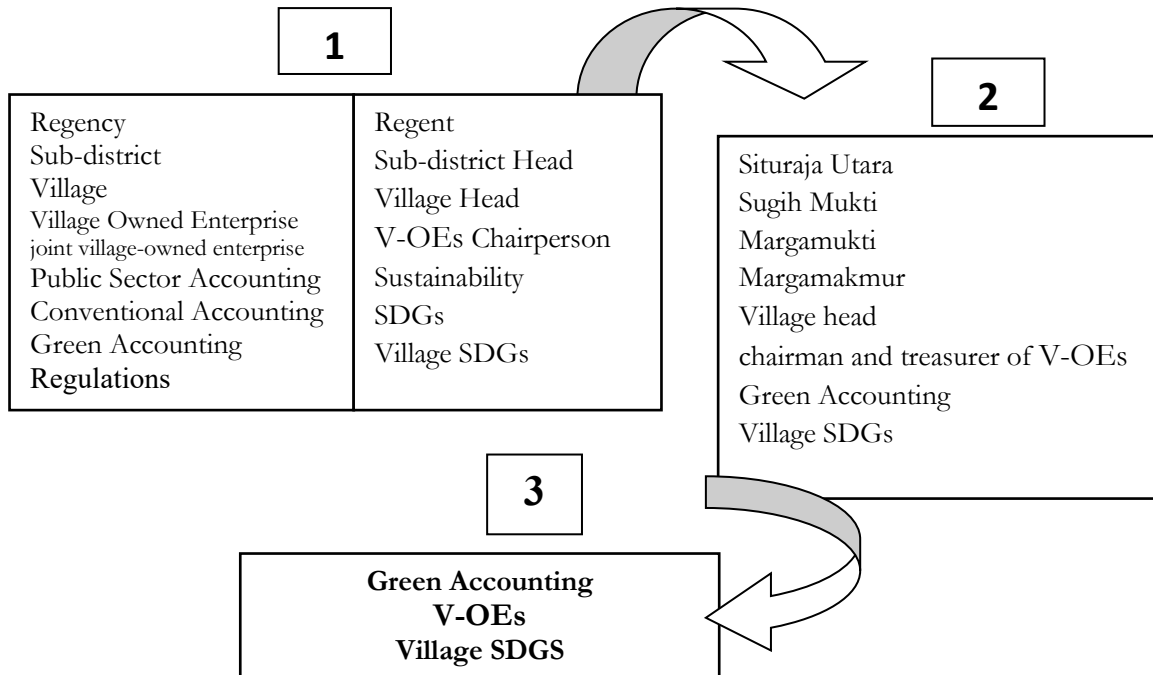 1
Regency
Sub-district
Village
Village Owned Enterprise
joint village-owned enterprise
Public Sector Accounting
Conventional Accounting
Green Accounting
Regulations
Regent
Sub-district Head
Village Head
V-OEs Chairperson
Sustainability
SDGs
Village SDGs
2
Situraja Utara
Sugih Mukti
Margamukti
Margamakmur
Village head
chairman and treasurer of V-OEs
Green Accounting
Village SDGs
3
Green Accounting
V-OEs
Village SDGS